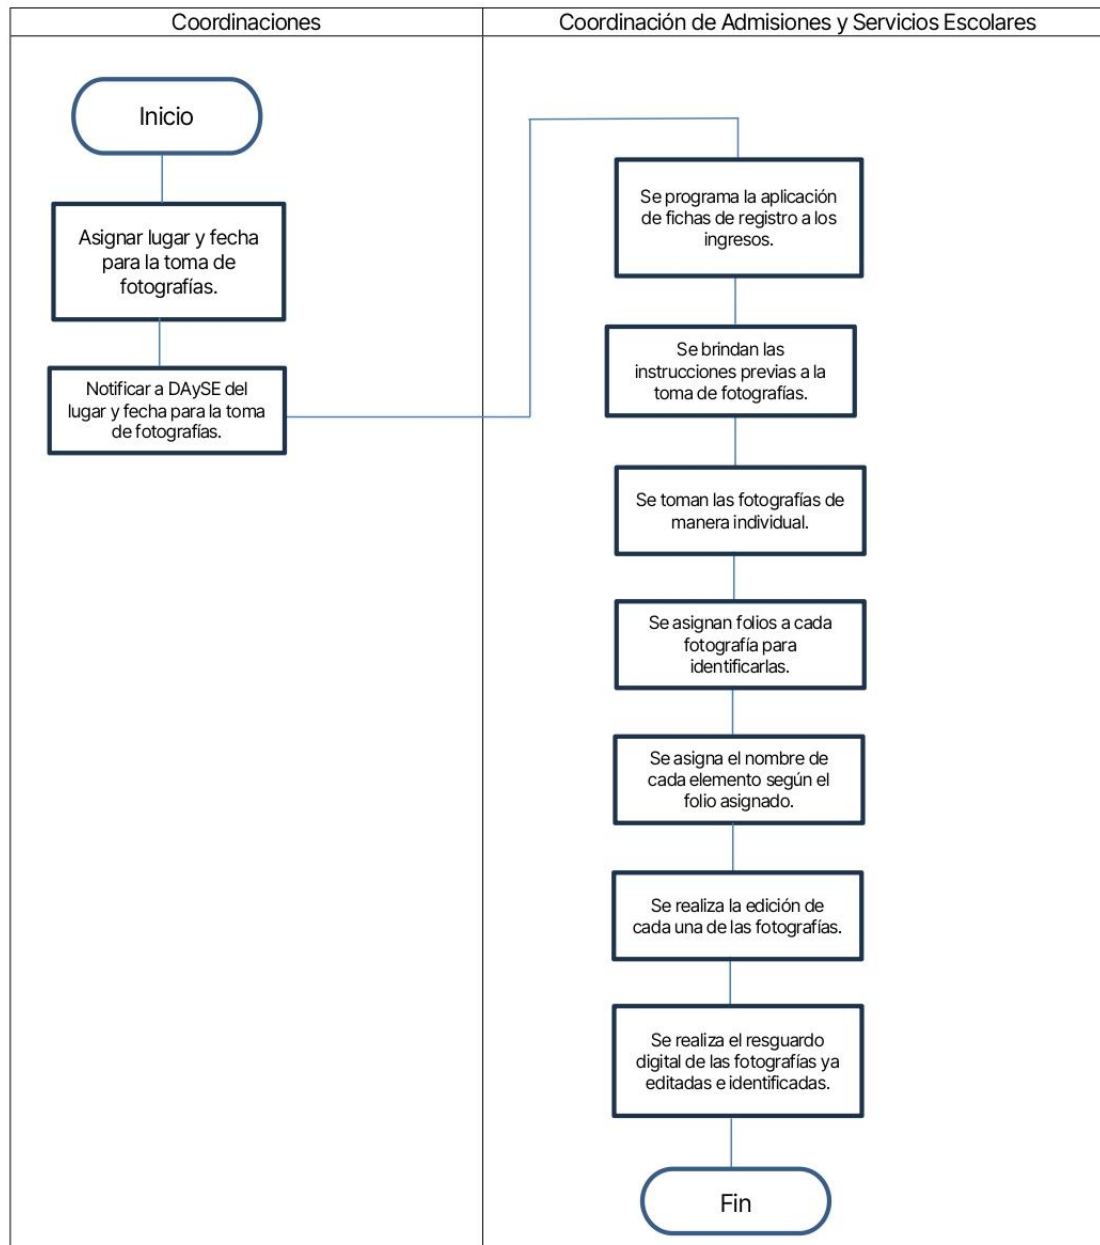 Coordinaciones
Coordinación de Admisiones y Servicios Escolares
Inicio
Asignar lugar y fecha
para la toma de
fotografías.
Notificar a DAySE del
lugar y fecha para la toma
de fotografías.
Se programa la aplicación
de fichas de registro a los
ingresos.
Se brindan las
instrucciones previas a la
toma de fotografías.
Se toman las fotografías de
manera individual.
Se asignan folios a cada
fotografía para
identificarlas.
Se asigna el nombre de
cada elemento según el
folio asignado.
Se realiza la edición de
cada una de las fotografías.
Se realiza el resguardo
digital de las fotografías ya
editadas e identificadas.
Fin